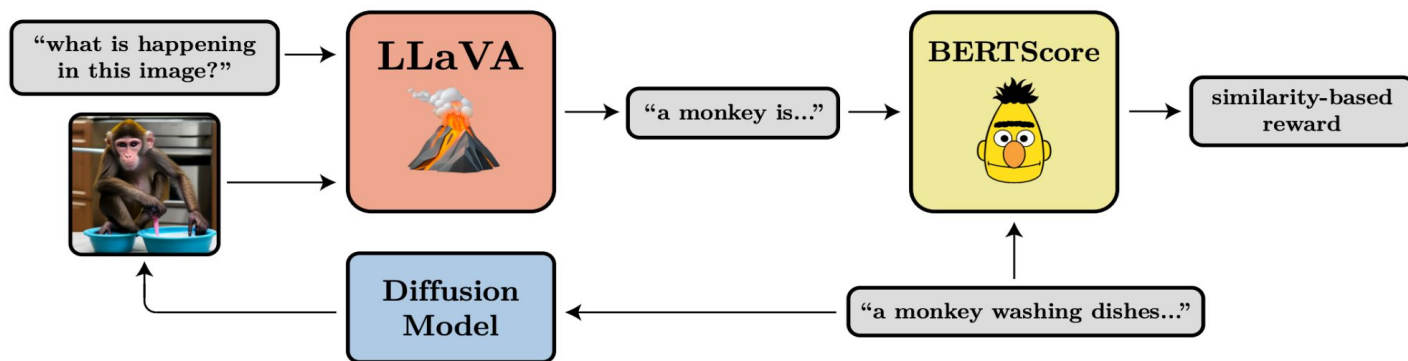 “what is happening
in this image?”
LLaVA
“a monkey is...”
BERTScore
similarity-based
reward
Diffusion
Model
“a monkey washing dishes...”